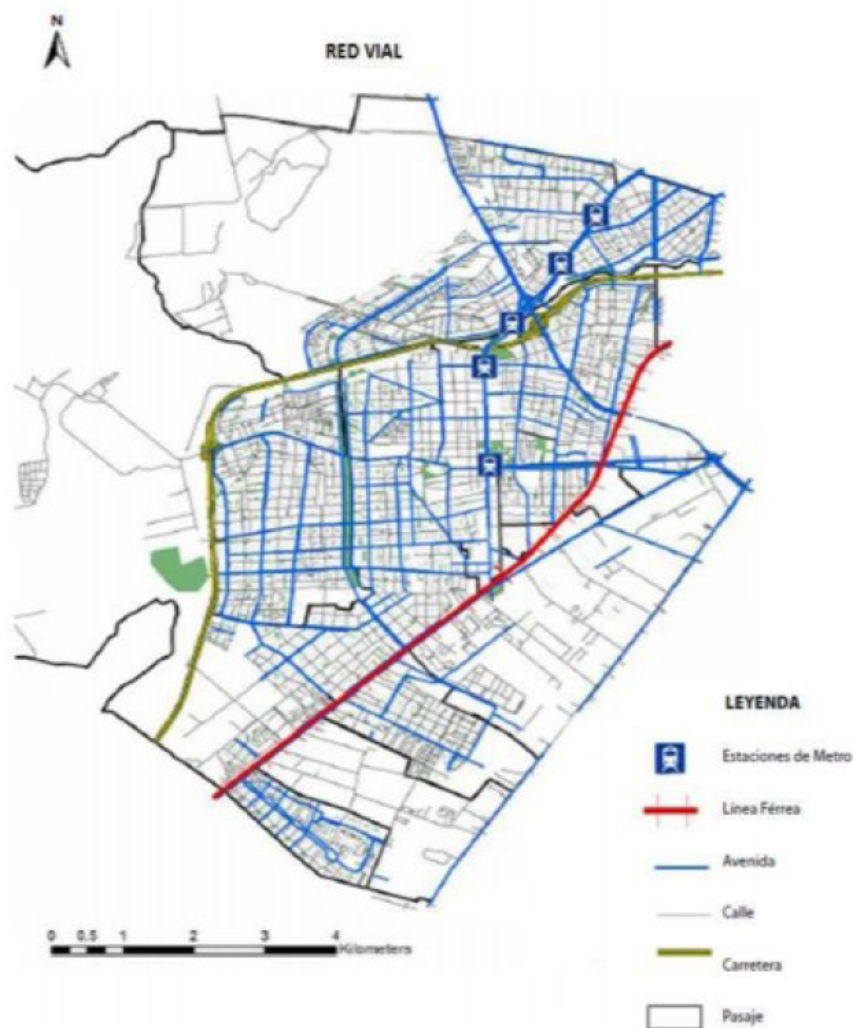 N
RED VIAL
LEYENDA
Estaciones de Metro
Línea Férrea
Avenida
Calle
Carretera
Pasaje
0 0.5 1 2 3 4
Kilometers